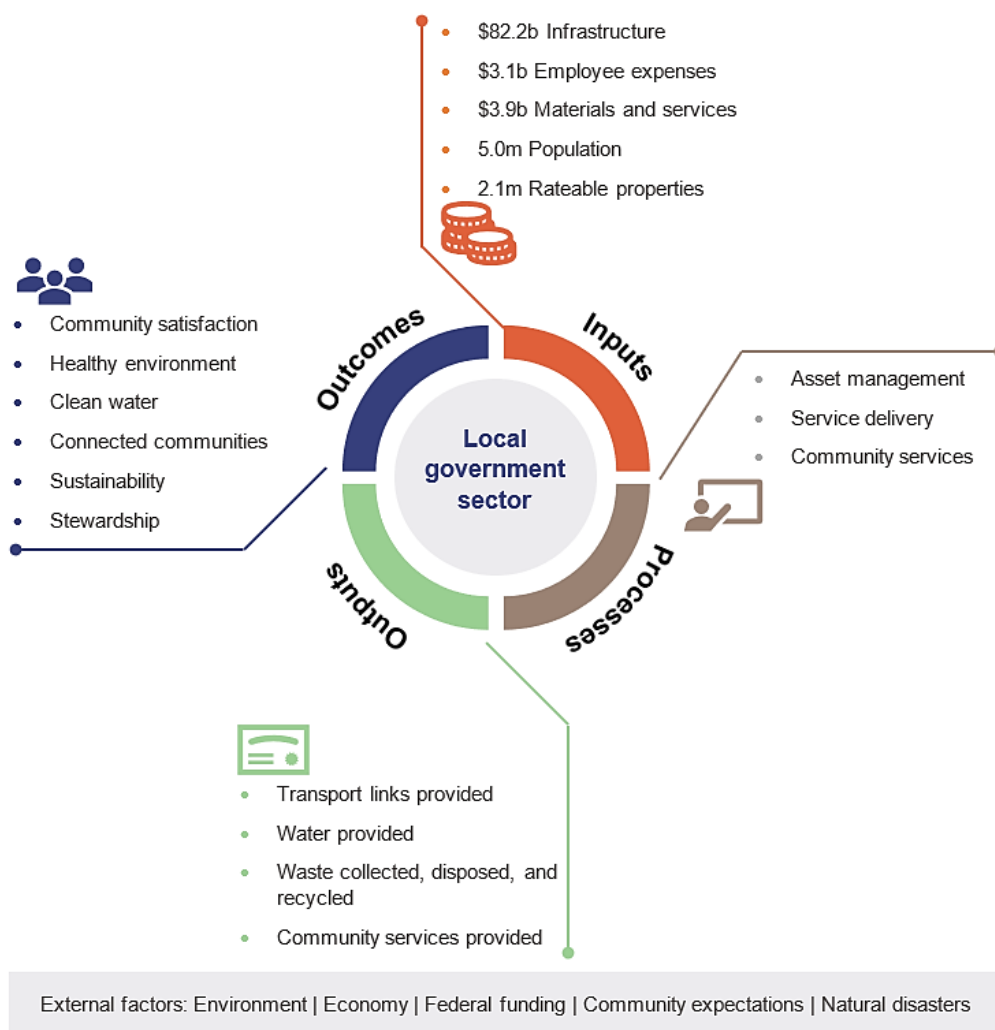 $82.2b Infrastructure
$3.1b Employee expenses
$3.9b Materials and services
5.0m Population
2.1m Rateable properties
Inputs
Asset management
Service delivery
Community services
Processes
Outcomes
Community satisfaction
Healthy environment
Clean water
Connected communities
Sustainability
Stewardship
Local
government
sector
Outputs
Transport links provided
Water provided
Waste collected, disposed, and
recycled
Community services provided
External factors: Environment | Economy | Federal funding | Community expectations | Natural disasters